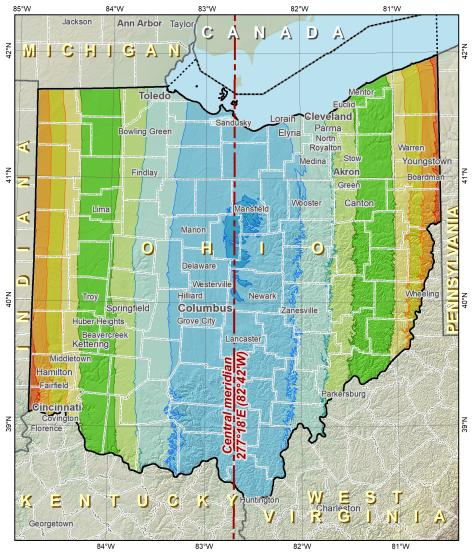 85°W 84°W 83°W 82°W 81°W
Jackson Ann Arbor Taylor
CANADA
MICHIGAN
42°N 42°N
Toledo Mentor
Euclid
Sandusky Lorain Cleveland
Bowling Green Elyria Parma
North
Royalton
Warren
Medina Stow Youngstown
Findlay Akron Boardman
41°N 41°N
Green
Lima Mansfield Wooster Canton
Marion
OHIO
INDIANA
PENNSYLVANIA
Delaware
Westerville
Troy Hilliard Newark Wheeling
40°N 40°N
Springfield Columbus Zanesville
Huber Heights Grove City
Beavercreek
Kettering Lancaster
Middletown
Hamilton
Fairfield
Central meridian
277°18'E (82°42'W)
Parkersburg
Cincinnati
Covington
Florence
39°N 39°N
KENTUCKY
WEST
VIRGINIA
Huntington
Charleston
Georgetown
84°W 83°W 82°W 81°W